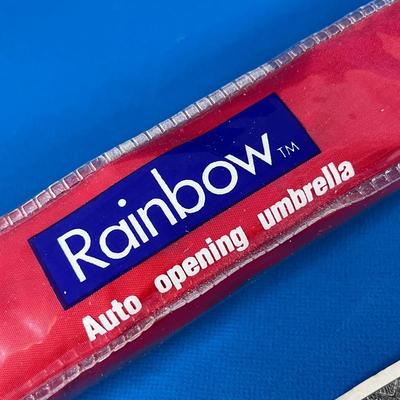 Rainbow™
Auto opening umbrella